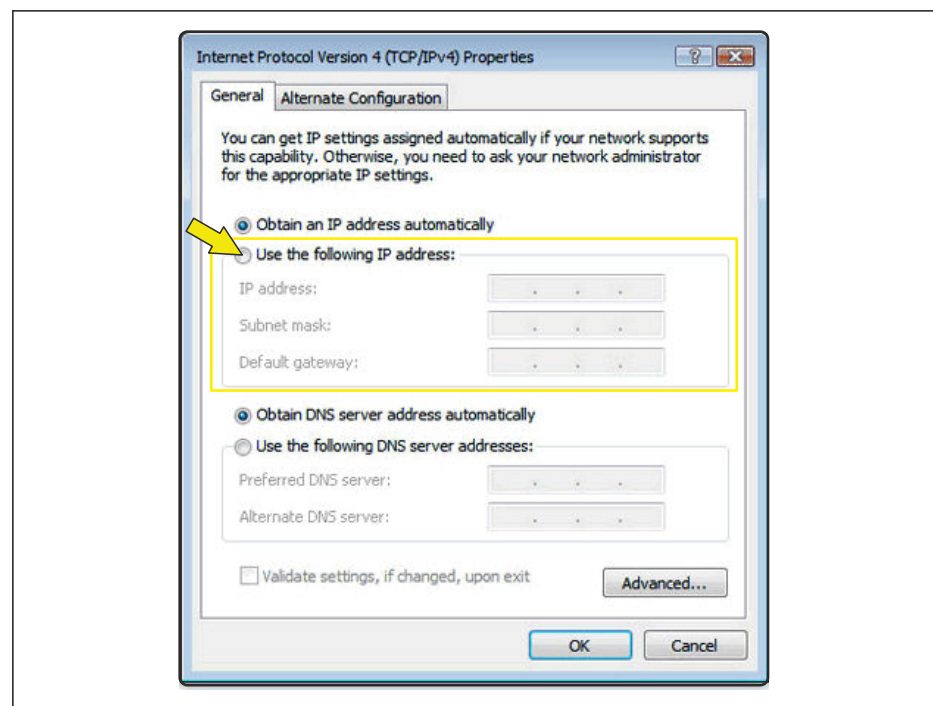 Internet Protocol Version 4 (TCP/IPv4) Properties
General Alternate Configuration
You can get IP settings assigned automatically if your network supports
this capability. Otherwise, you need to ask your network administrator
for the appropriate IP settings.
Obtain an IP address automatically
Use the following IP address:
IP address:
Subnet mask:
Default gateway:
Obtain DNS server address automatically
Use the following DNS server addresses:
Preferred DNS server:
Alternate DNS server:
Validate settings, if changed, upon exit
Advanced...
OK Cancel